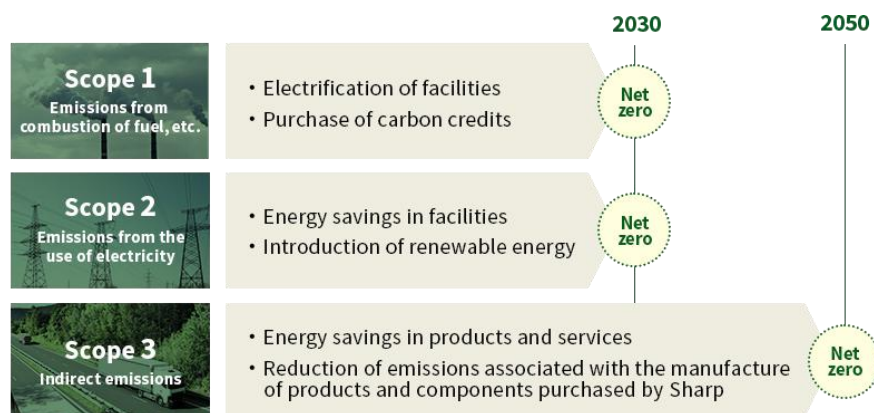 2030
2050
Scope 1
Emissions from
combustion of fuel, etc.
・Electrification of facilities
・Purchase of carbon credits
Net
zero
Scope 2
Emissions from the
use of electricity
・Energy savings in facilities
・Introduction of renewable energy
Net
zero
Scope 3
Indirect emissions
・Energy savings in products and services
・Reduction of emissions associated with the manufacture
of products and components purchased by Sharp
Net
zero